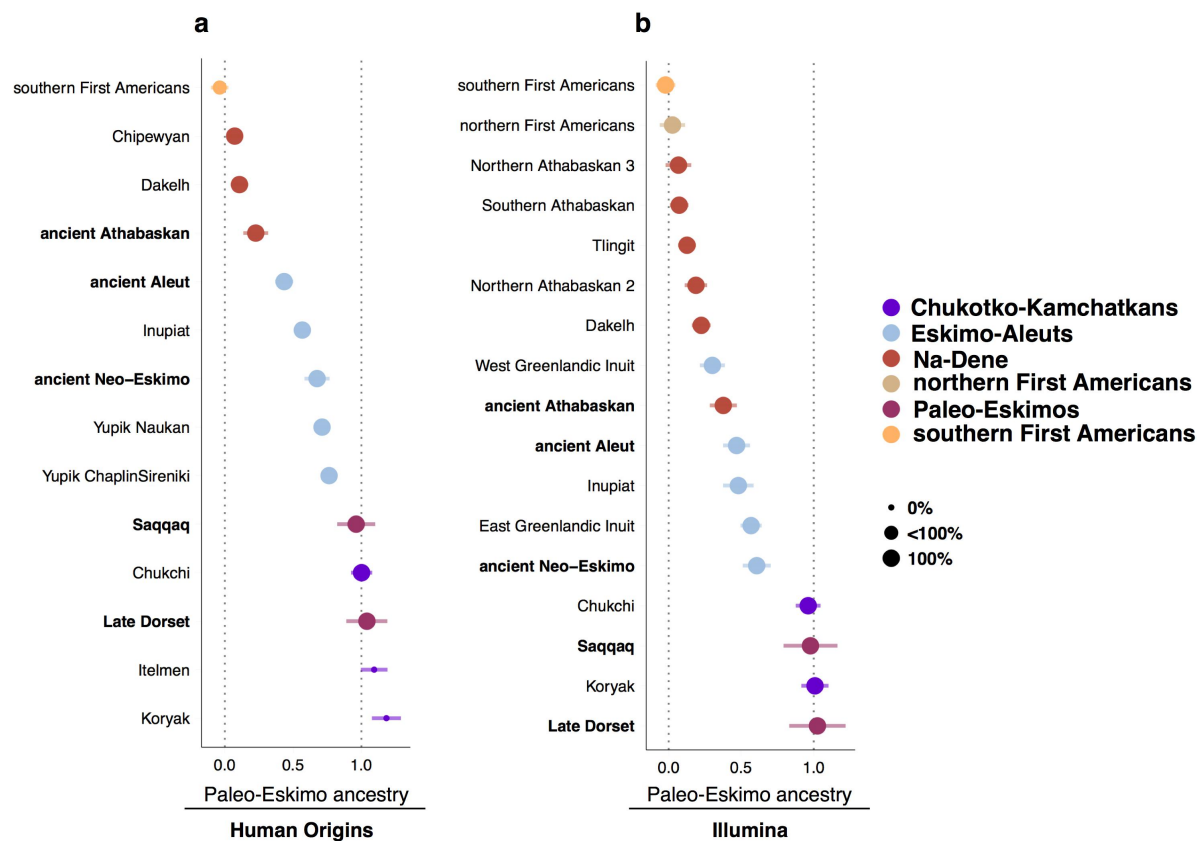 a
southern First Americans
Chipewyan
Dakelh
ancient Athabaskan
ancient Aleut
Inupiat
ancient Neo−Eskimo
Yupik Naukan
Yupik ChaplinSireniki
Saqqaq
Chukchi
Late Dorset
Itelmen
Koryak
0.0 0.5 1.0
Paleo-Eskimo ancestry
Human Origins
b
southern First Americans
northern First Americans
Northern Athabaskan 3
Southern Athabaskan
Tlingit
Northern Athabaskan 2
Dakelh
West Greenlandic Inuit
ancient Athabaskan
ancient Aleut
Inupiat
East Greenlandic Inuit
ancient Neo−Eskimo
Chukchi
Saqqaq
Koryak
Late Dorset
0.0 0.5 1.0
Paleo-Eskimo ancestry
Illumina
Chukotko-Kamchatkans
Eskimo-Aleuts
Na-Dene
northern First Americans
Paleo-Eskimos
southern First Americans
0%
<100%
100%